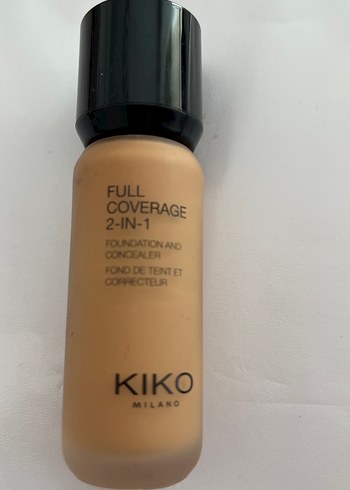 FULL
COVERAGE
2-IN-1
FOUNDATION AND
CONCEALER
FOND DE TEINT ET
CORRECTEUR
KIKO
MILANO